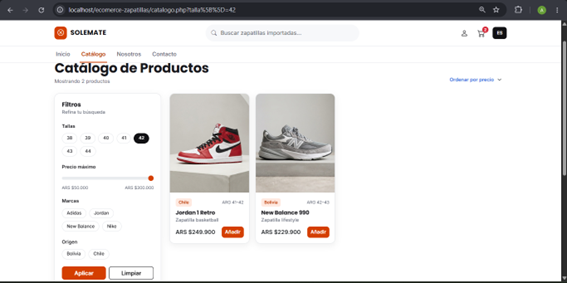 localhost/ecomerce-zapatillas/catalogo.php?talla%5B%5D=42
SOLEMATE
Buscar zapatillas importadas...
2
ES
Inicio Catálogo Nosotros Contacto
Catálogo de Productos
Mostrando 2 productos
Ordenar por precio
Filtros
Refina tu búsqueda
Tallas
38 39 40 41 42
43 44
Precio máximo
ARS $50.000 ARS $300.000
Marcas
Adidas Jordan
New Balance Nike
Origen
Bolivia Chile
Aplicar Limpiar
Chile ARG 41-42
Jordan 1 Retro
Zapatilla basketball
ARS $249.900 Añadir
Bolivia ARG 42-43
New Balance 990
Zapatilla lifestyle
ARS $229.900 Añadir